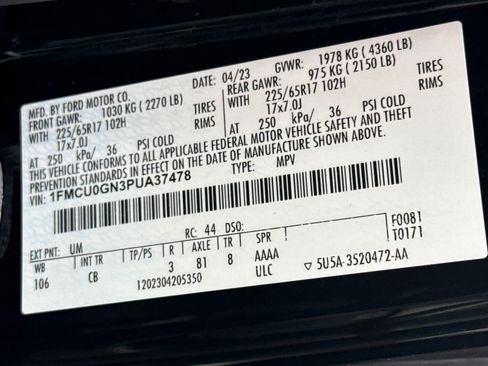 MFD. BY FORD MOTOR CO. 04/23 GVWR: 1978 KG (4360 LB)
FRONT GAWR: 1030 KG (2270 LB) REAR GAWR: 975 KG (2150 LB)
WITH 225/65R17 102H TIRES WITH 225/65R17 102H TIRES
17x7.0J RIMS 17x7.0J RIMS
AT 250 kPa/ 36 PSI COLD AT 250 kPa/ 36 PSI COLD
THIS VEHICLE CONFORMS TO ALL APPLICABLE FEDERAL MOTOR VEHICLE SAFETY AND THEFT
PREVENTION STANDARDS IN EFFECT ON THE DATE OF MANUFACTURE SHOWN ABOVE.
VIN: 1FMCU0GN3PUA37478 TYPE: MPV
F0081
T0171
EXT PNT: UM RC: 44 DSO:
WB INT TR TP/PS R AXLE TR SPR
106 CB 3 81 8 AAAA
1202304205350 ULC ▽ 5U5A-3520472-AA